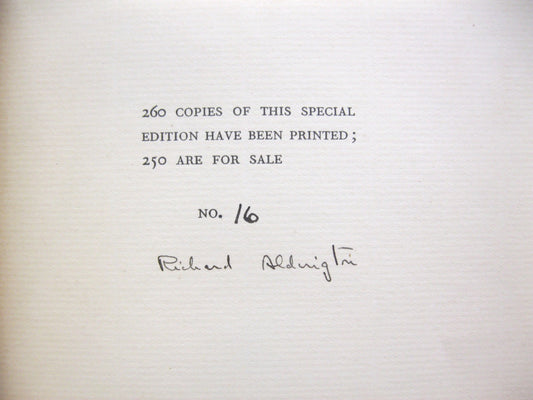 260 COPIES OF THIS SPECIAL
EDITION HAVE BEEN PRINTED;
250 ARE FOR SALE
NO. 16
Richard Aldington